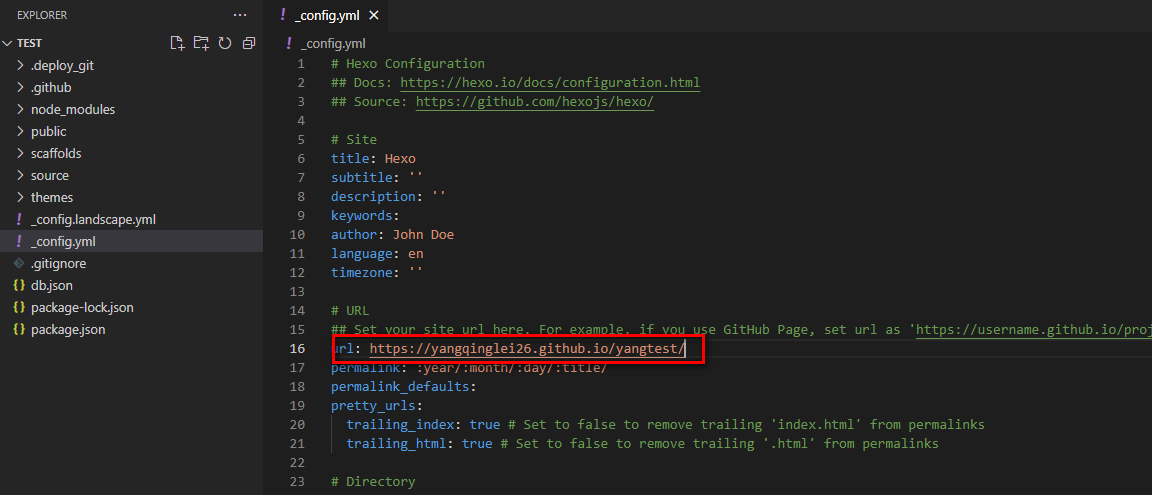 EXPLORER
···
! _config.yml ×
TEST
.deploy_git
.github
node_modules
public
scaffolds
source
themes
! _config.landscape.yml
! _config.yml
.gitignore
{} db.json
{} package-lock.json
{} package.json
! _config.yml
1 # Hexo Configuration
2 ## Docs: https://hexo.io/docs/configuration.html
3 ## Source: https://github.com/hexojs/hexo/
4
5 # Site
6 title: Hexo
7 subtitle: ''
8 description: ''
9 keywords:
10 author: John Doe
11 language: en
12 timezone: ''
13
14 # URL
15 ## Set your site url here. For example, if you use GitHub Page, set url as 'https://username.github.io/proj
16 url: https://yangqinglei26.github.io/yangtest/
17 permalink: :year/:month/:day/:title/
18 permalink_defaults:
19 pretty_urls:
20 trailing_index: true # Set to false to remove trailing 'index.html' from permalinks
21 trailing_html: true # Set to false to remove trailing '.html' from permalinks
22
23 # Directory